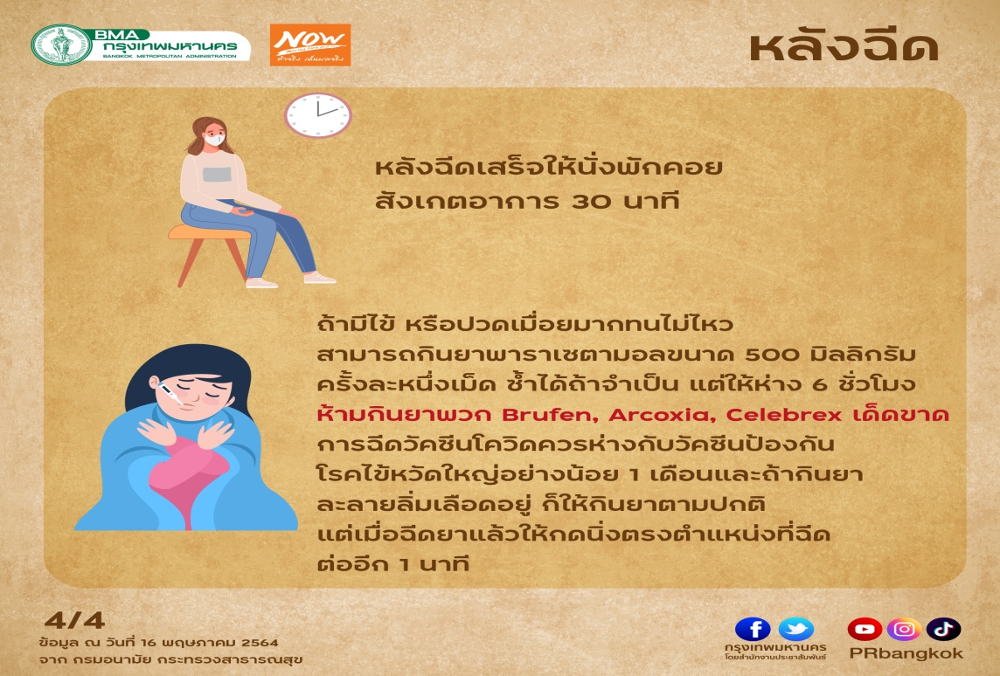 BMA
กรุงเทพมหานคร
BANGKOK METROPOLITAN ADMINISTRATION
NOW
ทำจริง เห็นผลจริง
หลังฉีด
หลังฉีดเสร็จให้นั่งพักคอย
สังเกตอาการ 30 นาที
ถ้ามีไข้ หรือปวดเมื่อยมากทนไม่ไหว
สามารถกินยาพาราเซตามอลขนาด 500 มิลลิกรัม
ครั้งละหนึ่งเม็ด ซ้ำได้ถ้าจำเป็น แต่ให้ห่าง 6 ชั่วโมง
ห้ามกินยาพวก Brufen, Arcoxia, Celebrex เด็ดขาด
การฉีดวัคซีนโควิดควรห่างกับวัคซีนป้องกัน
โรคไข้หวัดใหญ่อย่างน้อย 1 เดือนและถ้ากินยา
ละลายลิ่มเลือดอยู่ ก็ให้กินยาตามปกติ
แต่เมื่อฉีดยาแล้วให้กดนิ่งตรงตำแหน่งที่ฉีด
ต่ออีก 1 นาที
4/4
ข้อมูล ณ วันที่ 16 พฤษภาคม 2564
จาก กรมอนามัย กระทรวงสาธารณสุข
กรุงเทพมหานคร
โดยสำนักงานประชาสัมพันธ์
PRbangkok